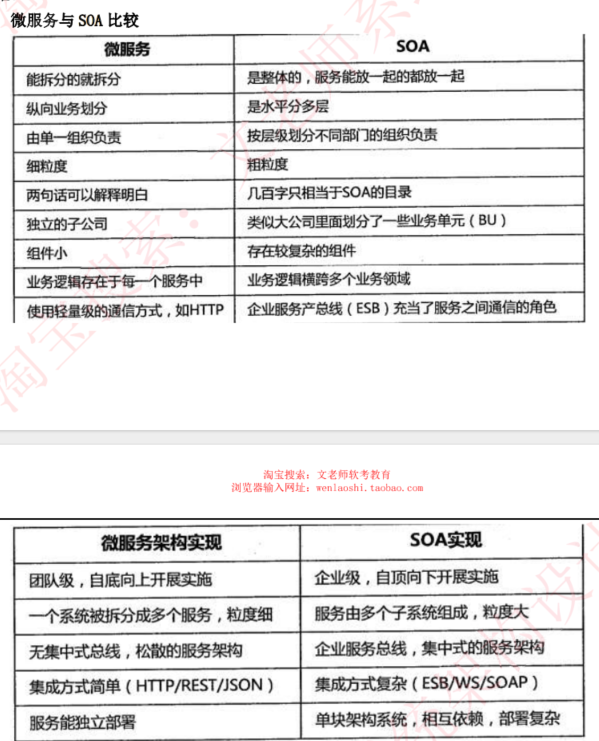 微服务与 SOA 比较
微服务 SOA
能拆分的就拆分 是整体的，服务能放一起的都放一起
纵向业务划分 是水平分多层
由单一组织负责 按层级划分不同部门的组织负责
细粒度 粗粒度
两句话可以解释明白 几百字只相当于SOA的目录
独立的子公司 类似大公司里面划分了一些业务单元（BU）
组件小 存在较复杂的组件
业务逻辑存在于每一个服务中 业务逻辑横跨多个业务领域
使用轻量级的通信方式，如HTTP 企业服务产总线（ESB）充当了服务之间通信的角色
淘宝搜索：文老师软考教育
浏览器输入网址：wenlaoshi.taobao.com
微服务架构实现 SOA实现
团队级，自底向上开展实施 企业级，自顶向下开展实施
一个系统被拆分成多个服务，粒度细 服务由多个子系统组成，粒度大
无集中式总线，松散的服务架构 企业服务总线，集中式的服务架构
集成方式简单（HTTP/REST/JSON） 集成方式复杂（ESB/WS/SOAP）
服务能独立部署 单块架构系统，相互依赖，部署复杂